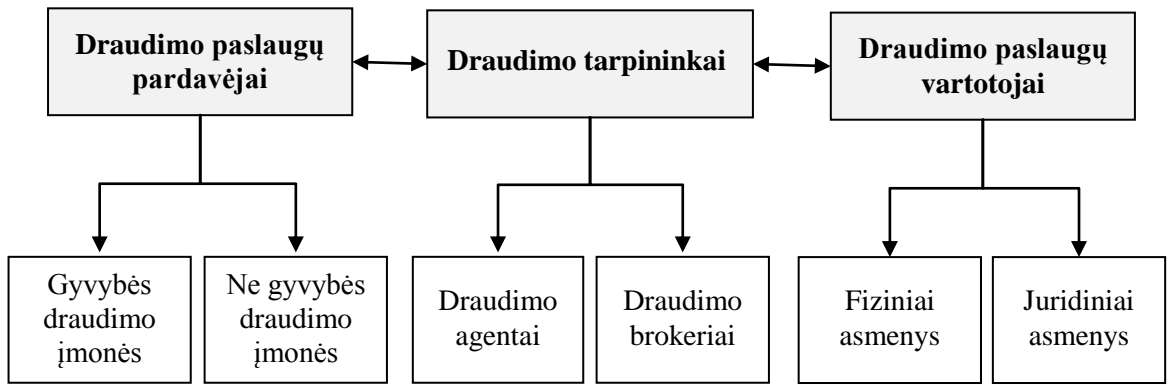 Draudimo paslaugų
pardavėjai
Draudimo tarpininkai
Draudimo paslaugų
vartotojai
Gyvybės
draudimo
įmonės
Ne gyvybės
draudimo
įmonės
Draudimo
agentai
Draudimo
brokeriai
Fiziniai
asmenys
Juridiniai
asmenys